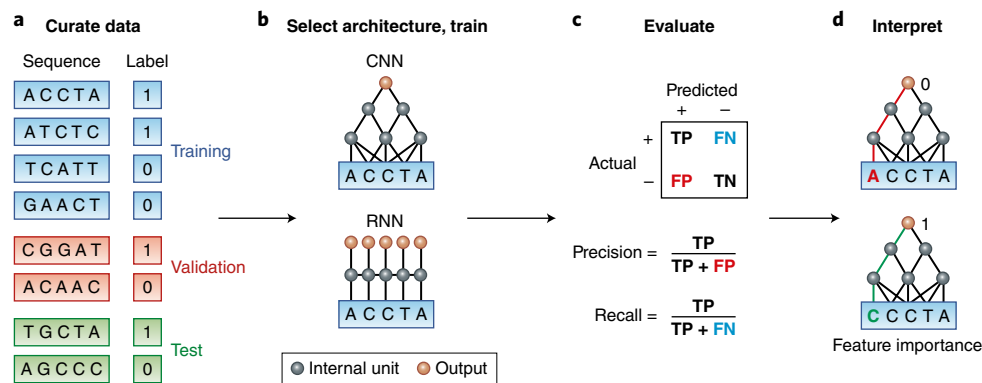 a Curate data
Sequence Label
A C C T A 1
A T C T C 1
T C A T T 0
G A A C T 0
Training
C G G A T 1
A C A A C 0
Validation
T G C T A 1
A G C C C 0
Test
b Select architecture, train
CNN
A C C T A
RNN
A C C T A
Internal unit Output
c Evaluate
Predicted
+ −
Actual
+ TP FN
− FP TN
Precision = TP
TP + FP
Recall = TP
TP + FN
d Interpret
0
A C C T A
1
C C C T A
Feature importance